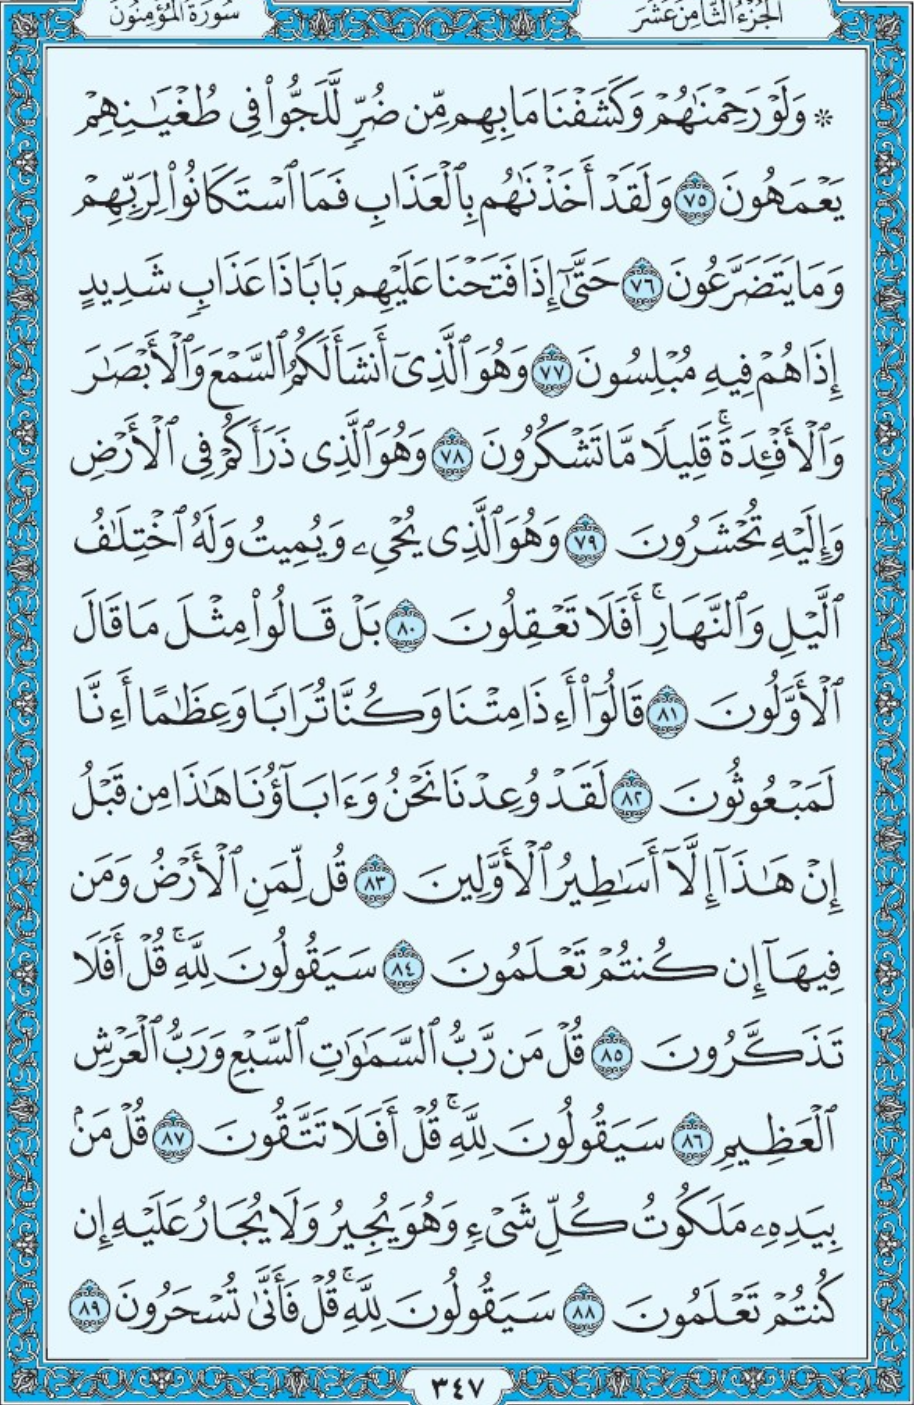 الجُزْءُ الثَّامِنَ عَشَرَ
سُورَةُ المُؤْمِنُونَ
۞ وَلَوْ رَحِمْنَٰهُمْ وَكَشَفْنَا مَا بِهِم مِّن ضُرٍّ لَّلَجُّوا۟ فِى طُغْيَٰنِهِمْ
يَعْمَهُونَ ٧٥ وَلَقَدْ أَخَذْنَٰهُم بِٱلْعَذَابِ فَمَا ٱسْتَكَانُوا۟ لِرَبِّهِمْ
وَمَا يَتَضَرَّعُونَ ٧٦ حَتَّىٰٓ إِذَا فَتَحْنَا عَلَيْهِم بَابًا ذَا عَذَابٍ شَدِيدٍ
إِذَا هُمْ فِيهِ مُبْلِسُونَ ٧٧ وَهُوَ ٱلَّذِىٓ أَنشَأَ لَكُمُ ٱلسَّمْعَ وَٱلْأَبْصَٰرَ
وَٱلْأَفْـِٔدَةَۚ قَلِيلًا مَّا تَشْكُرُونَ ٧٨ وَهُوَ ٱلَّذِى ذَرَأَكُمْ فِى ٱلْأَرْضِ
وَإِلَيْهِ تُحْشَرُونَ ٧٩ وَهُوَ ٱلَّذِى يُحْىِۦ وَيُمِيتُ وَلَهُ ٱخْتِلَٰفُ
ٱلَّيْلِ وَٱلنَّهَارِۚ أَفَلَا تَعْقِلُونَ ٨٠ بَلْ قَالُوا۟ مِثْلَ مَا قَالَ
ٱلْأَوَّلُونَ ٨١ قَالُوٓا۟ أَءِذَا مِتْنَا وَكُنَّا تُرَابًا وَعِظَٰمًا أَءِنَّا
لَمَبْعُوثُونَ ٨٢ لَقَدْ وُعِدْنَا نَحْنُ وَءَابَآؤُنَا هَٰذَا مِن قَبْلُ
إِنْ هَٰذَآ إِلَّآ أَسَٰطِيرُ ٱلْأَوَّلِينَ ٨٣ قُل لِّمَنِ ٱلْأَرْضُ وَمَن
فِيهَآ إِن كُنتُمْ تَعْلَمُونَ ٨٤ سَيَقُولُونَ لِلَّهِۚ قُلْ أَفَلَا
تَذَكَّرُونَ ٨٥ قُلْ مَن رَّبُّ ٱلسَّمَٰوَٰتِ ٱلسَّبْعِ وَرَبُّ ٱلْعَرْشِ
ٱلْعَظِيمِ ٨٦ سَيَقُولُونَ لِلَّهِۚ قُلْ أَفَلَا تَتَّقُونَ ٨٧ قُلْ مَنۢ
بِيَدِهِۦ مَلَكُوتُ كُلِّ شَىْءٍ وَهُوَ يُجِيرُ وَلَا يُجَارُ عَلَيْهِ إِن
كُنتُمْ تَعْلَمُونَ ٨٨ سَيَقُولُونَ لِلَّهِۚ قُلْ فَأَنَّىٰ تُسْحَرُونَ ٨٩
٣٤٧